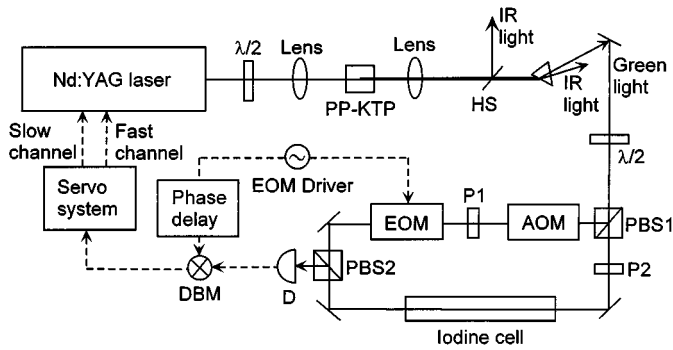 IR
light
λ/2
Lens
Lens
Nd:YAG laser
PP-KTP
HS
IR
light
Green
light
Slow
channel
Fast
channel
λ/2
Servo
system
Phase
delay
EOM Driver
P1
EOM
AOM
PBS1
PBS2
P2
DBM
D
Iodine cell